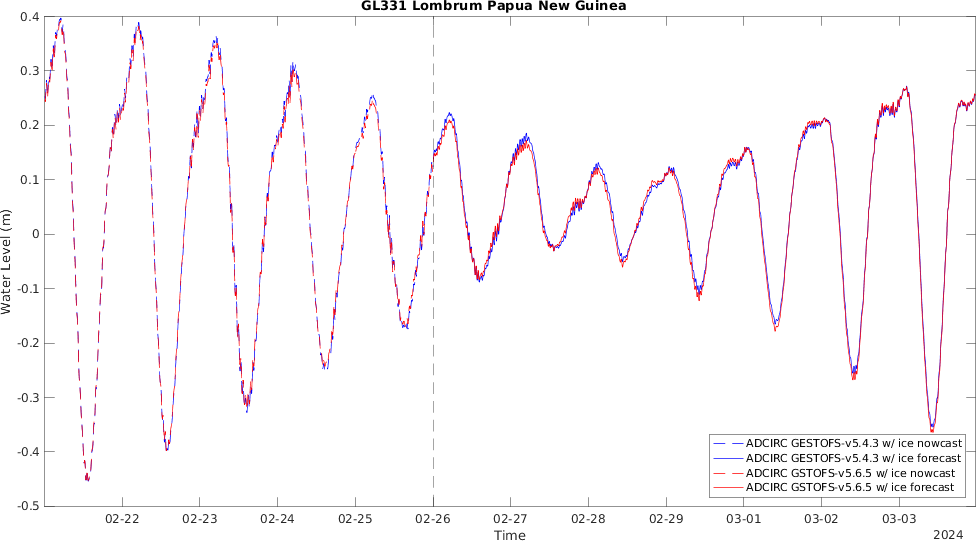 GL331 Lombrum Papua New Guinea
0.4
0.3
0.2
0.1
0
-0.1
-0.2
-0.3
-0.4
-0.5
Water Level (m)
ADCIRC GESTOFS-v5.4.3 w/ ice nowcast
ADCIRC GESTOFS-v5.4.3 w/ ice forecast
ADCIRC GSTOFS-v5.6.5 w/ ice nowcast
ADCIRC GSTOFS-v5.6.5 w/ ice forecast
02-22 02-23 02-24 02-25 02-26 02-27 02-28 02-29 03-01 03-02 03-03
Time
2024